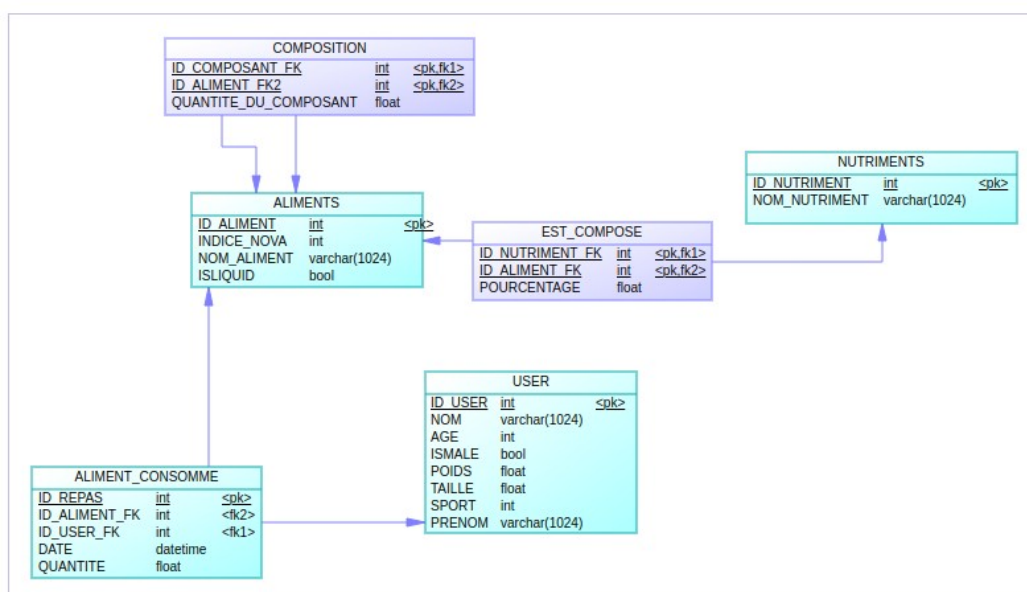 COMPOSITION
ID_COMPOSANT_FK int <pk,fk1>
ID_ALIMENT_FK2 int <pk,fk2>
QUANTITE_DU_COMPOSANT float
NUTRIMENTS
ID_NUTRIMENT int <pk>
NOM_NUTRIMENT varchar(1024)
ALIMENTS
ID_ALIMENT int <pk>
INDICE_NOVA int
NOM_ALIMENT varchar(1024)
ISLIQUID bool
EST_COMPOSE
ID_NUTRIMENT_FK int <pk,fk1>
ID_ALIMENT_FK int <pk,fk2>
POURCENTAGE float
USER
ID_USER int <pk>
NOM varchar(1024)
AGE int
ISMALE bool
POIDS float
TAILLE float
SPORT int
PRENOM varchar(1024)
ALIMENT_CONSOMME
ID_REPAS int <pk>
ID_ALIMENT_FK int <fk2>
ID_USER_FK int <fk1>
DATE datetime
QUANTITE float